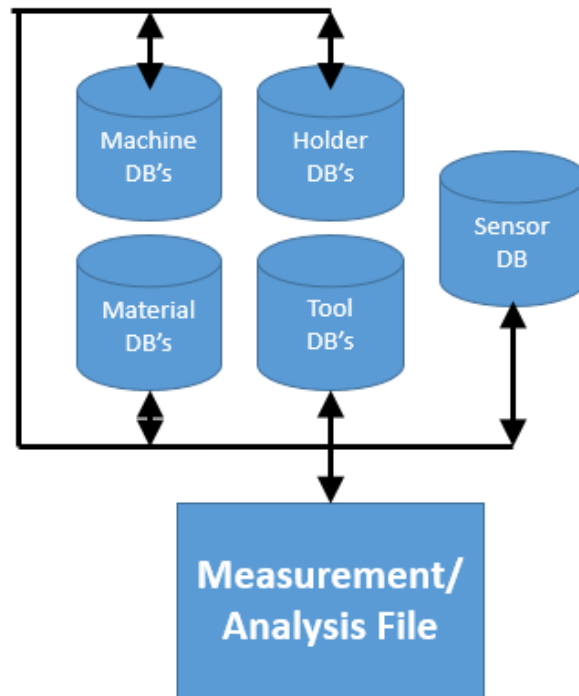 Machine
DB's
Holder
DB's
Sensor
DB
Material
DB's
Tool
DB's
Measurement/
Analysis File